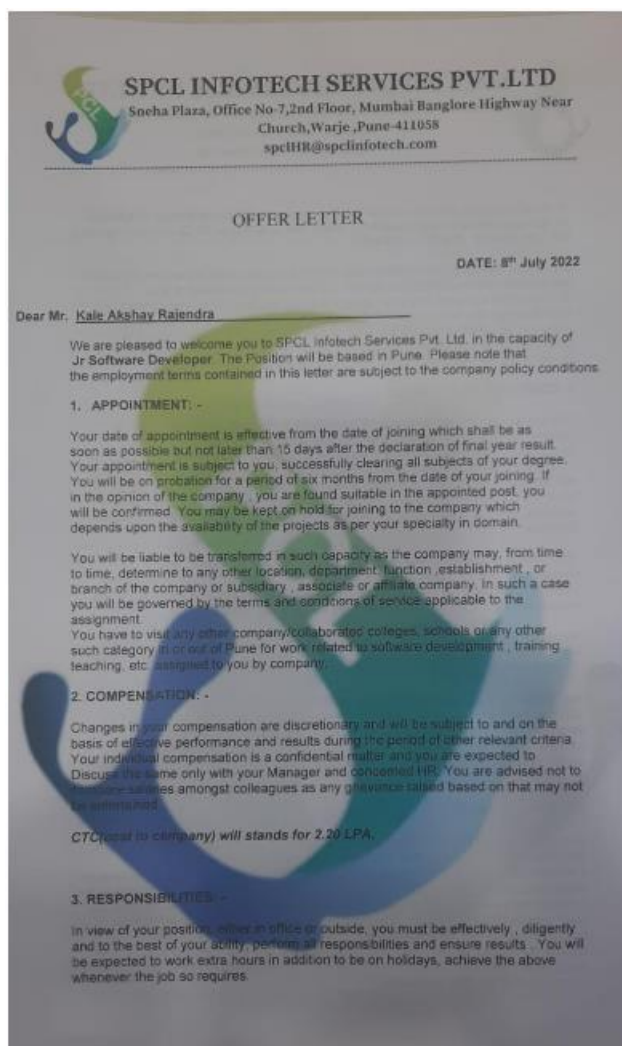 SPCL INFOTECH SERVICES PVT.LTD
Sneha Plaza, Office No-7,2nd Floor, Mumbai Banglore Highway Near
Church,Warje ,Pune-411058
spclHR@spclinfotech.com
PCL
OFFER LETTER
DATE: 8th July 2022
Dear Mr. Kale Akshay Rajendra
We are pleased to welcome you to SPCL Infotech Services Pvt. Ltd. in the capacity of
Jr Software Developer. The Position will be based in Pune. Please note that
the employment terms contained in this letter are subject to the company policy conditions.
1. APPOINTMENT: -
Your date of appointment is effective from the date of joining which shall be as
soon as possible but not later than 15 days after the declaration of final year result.
Your appointment is subject to you, successfully clearing all subjects of your degree.
You will be on probation for a period of six months from the date of your joining. If
in the opinion of the company , you are found suitable in the appointed post, you
will be confirmed. You may be kept on hold for joining to the company which
depends upon the availability of the projects as per your specialty in domain.
You will be liable to be transferred in such capacity as the company may, from time
to time, determine to any other location, department, function ,establishment , or
branch of the company or subsidiary , associate or affiliate company. In such a case
you will be governed by the terms and conditions of service applicable to the
assignment.
You have to visit any other company/collaborated colleges, schools or any other
such category in or out of Pune for work related to software development , training
teaching, etc. assigned to you by company.
2. COMPENSATION: -
Changes in your compensation are discretionary and will be subject to and on the
basis of effective performance and results during the period of other relevant criteria.
Your individual compensation is a confidential matter and you are expected to
Discuss the same only with your Manager and concerned HR. You are advised not to
salaries amongst colleagues as any grievance raised based on that may not
be entertained
CTC(cost to company) will stands for 2.20 LPA.
3. RESPONSIBILITIES: -
In view of your position, either in office or outside, you must be effectively , diligently
and to the best of your ability, perform all responsibilities and ensure results . You will
be expected to work extra hours in addition to be on holidays, achieve the above
whenever the job so requires.